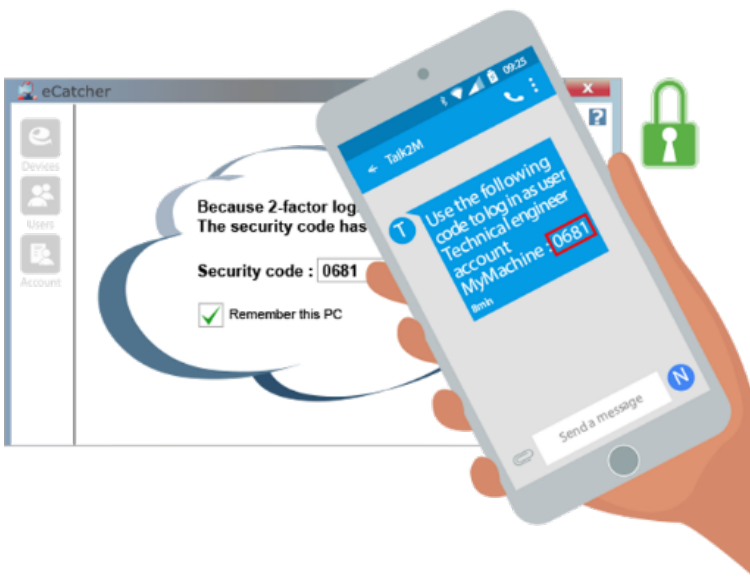 eCatcher
?
Devices
Users
Account
Because 2-factor log
The security code has
Security code : 0681
Remember this PC
09:25
Talk2M
T
Use the following
code to log in as user
Technical engineer
account
MyMachine : 0681
8min
Send a message
N